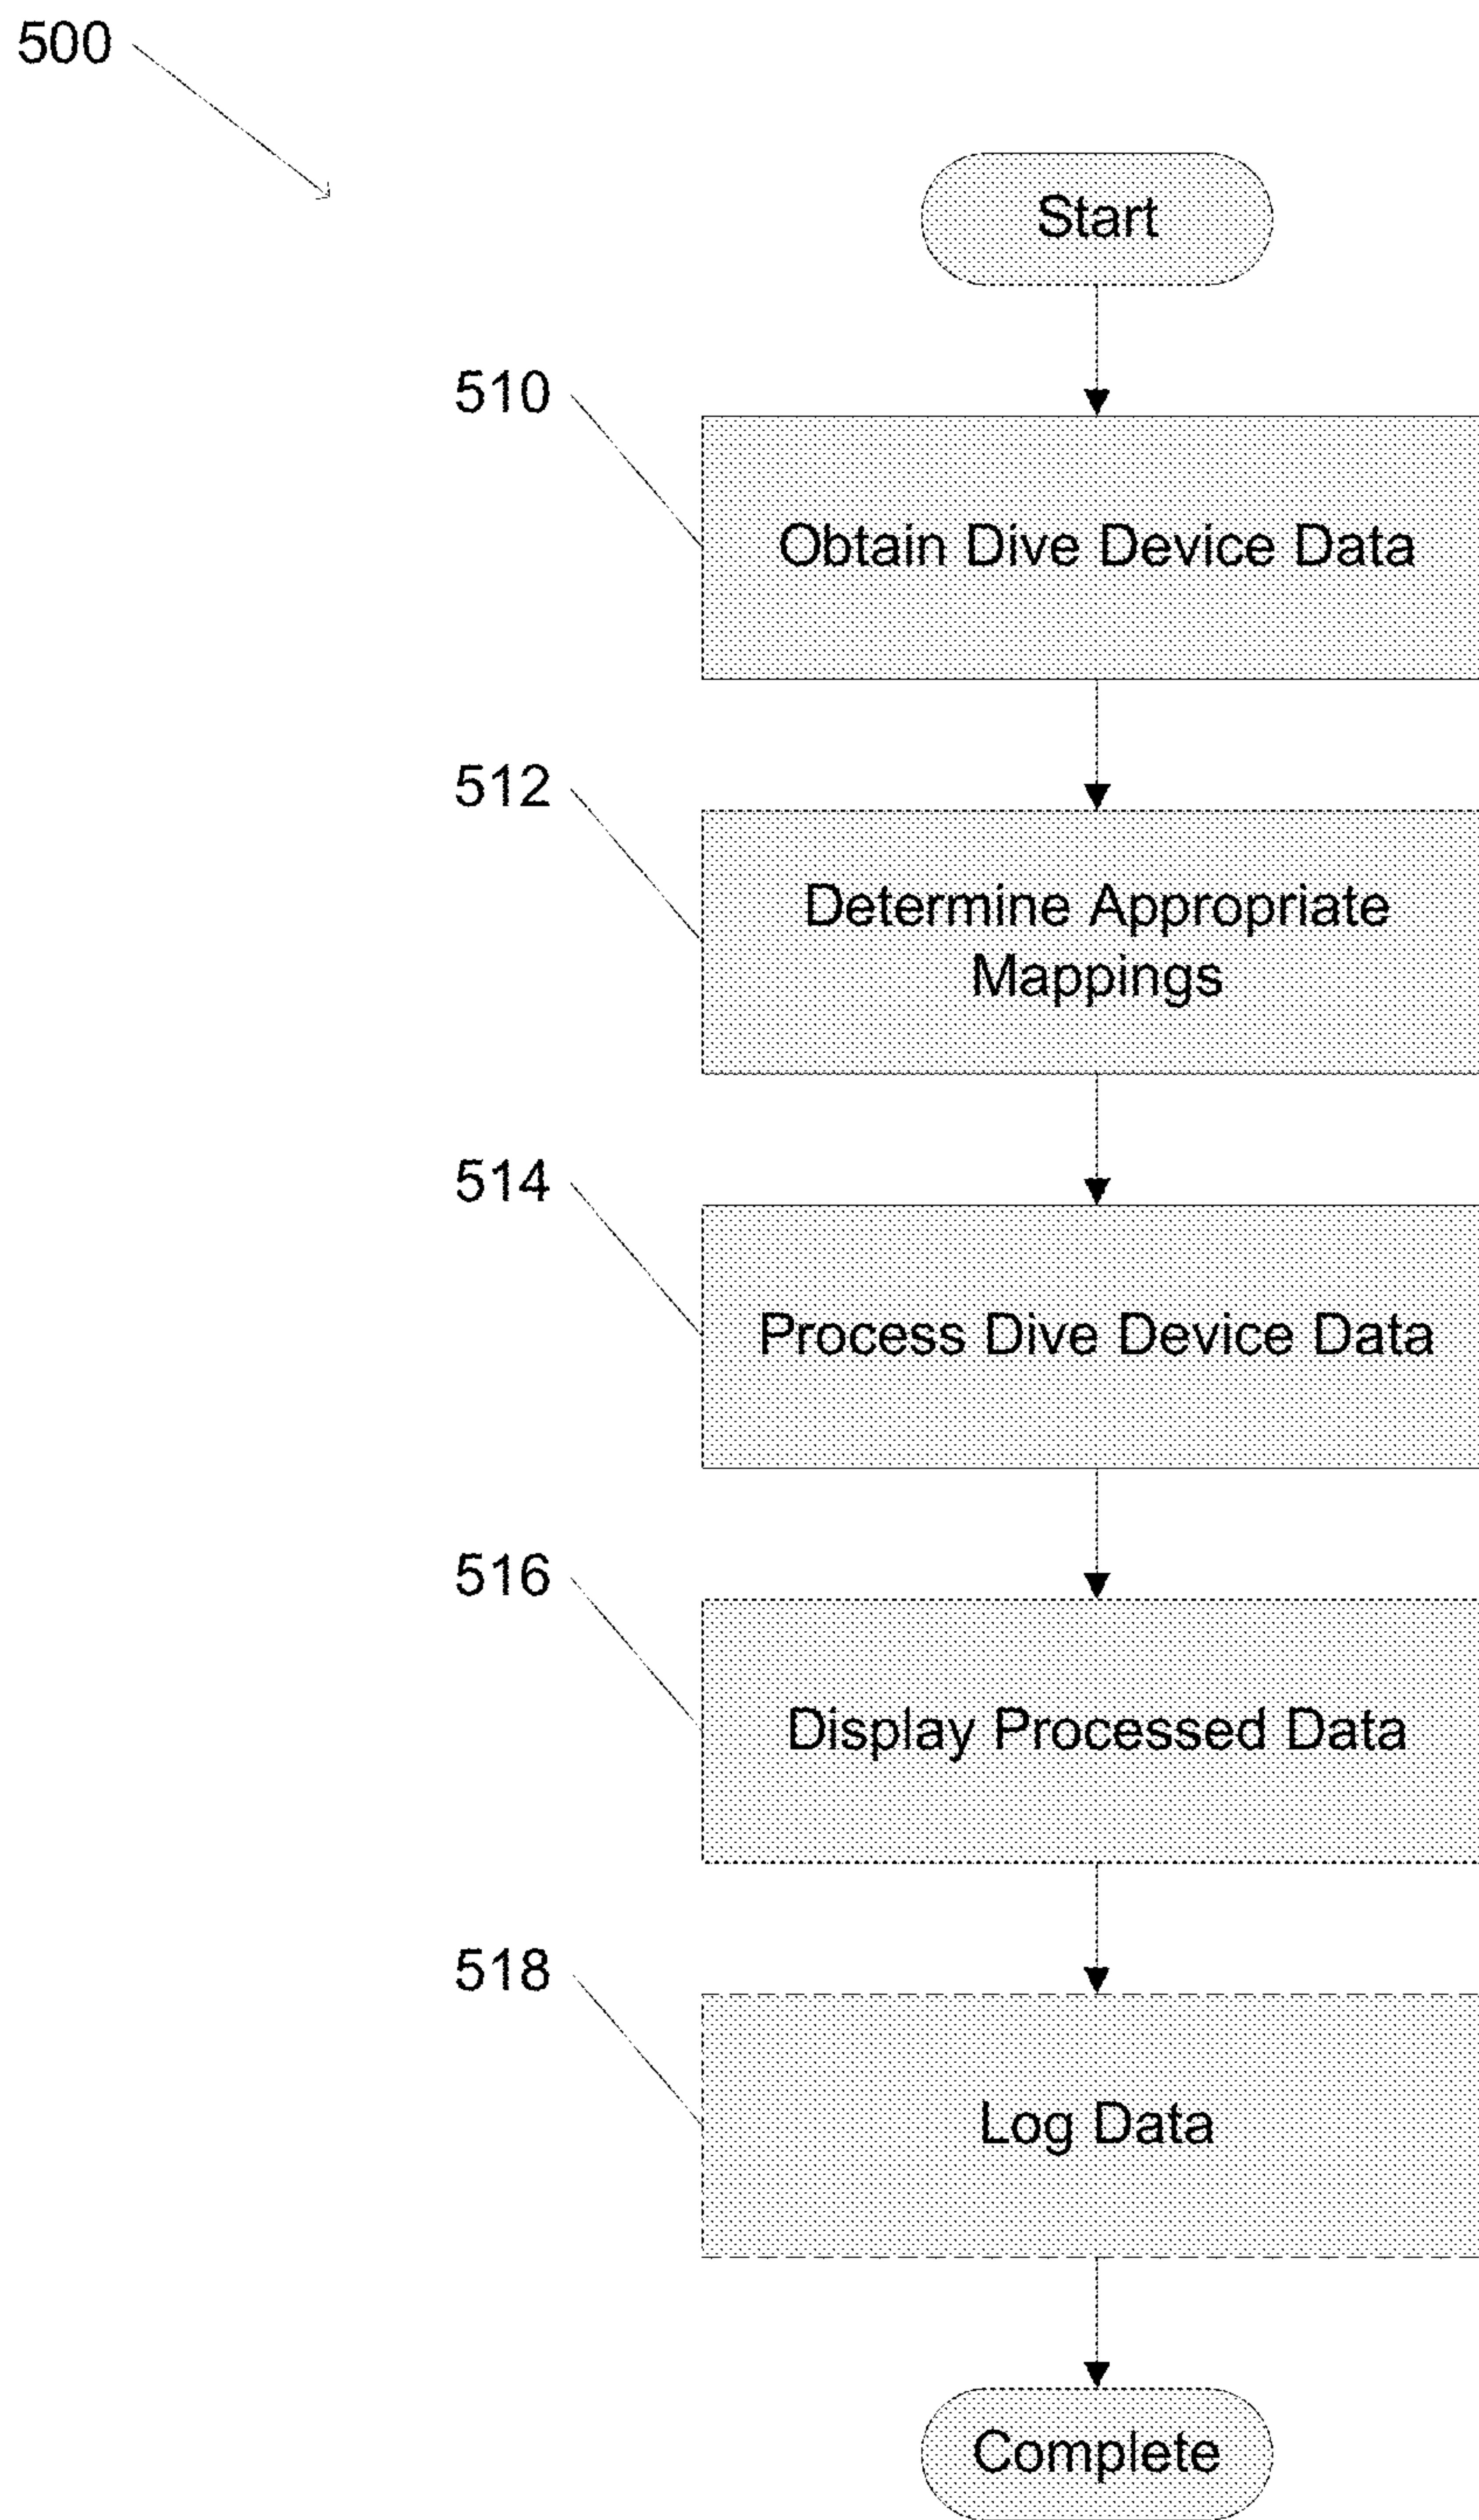 500
Start
510
Obtain Dive Device Data
512
Determine Appropriate
Mappings
514
Process Dive Device Data
516
Display Processed Data
518
Log Data
Complete